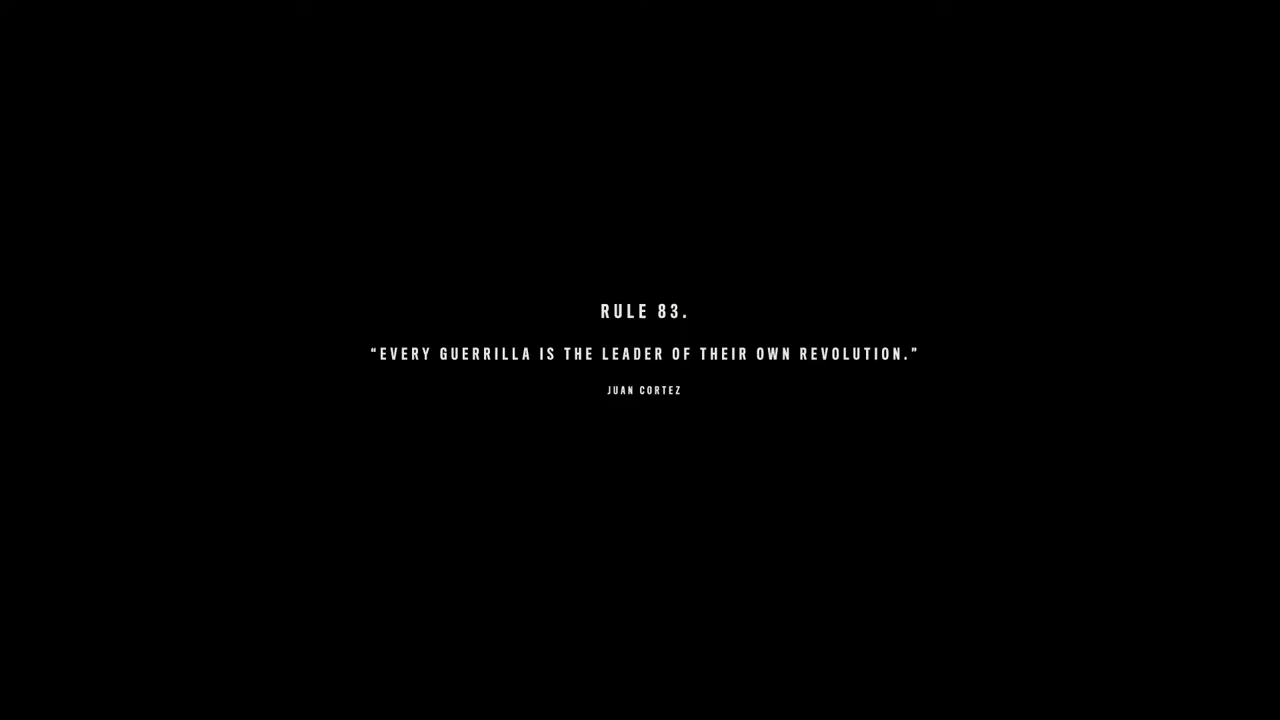 RULE 83.
“EVERY GUERRILLA IS THE LEADER OF THEIR OWN REVOLUTION.”
JUAN CORTEZ